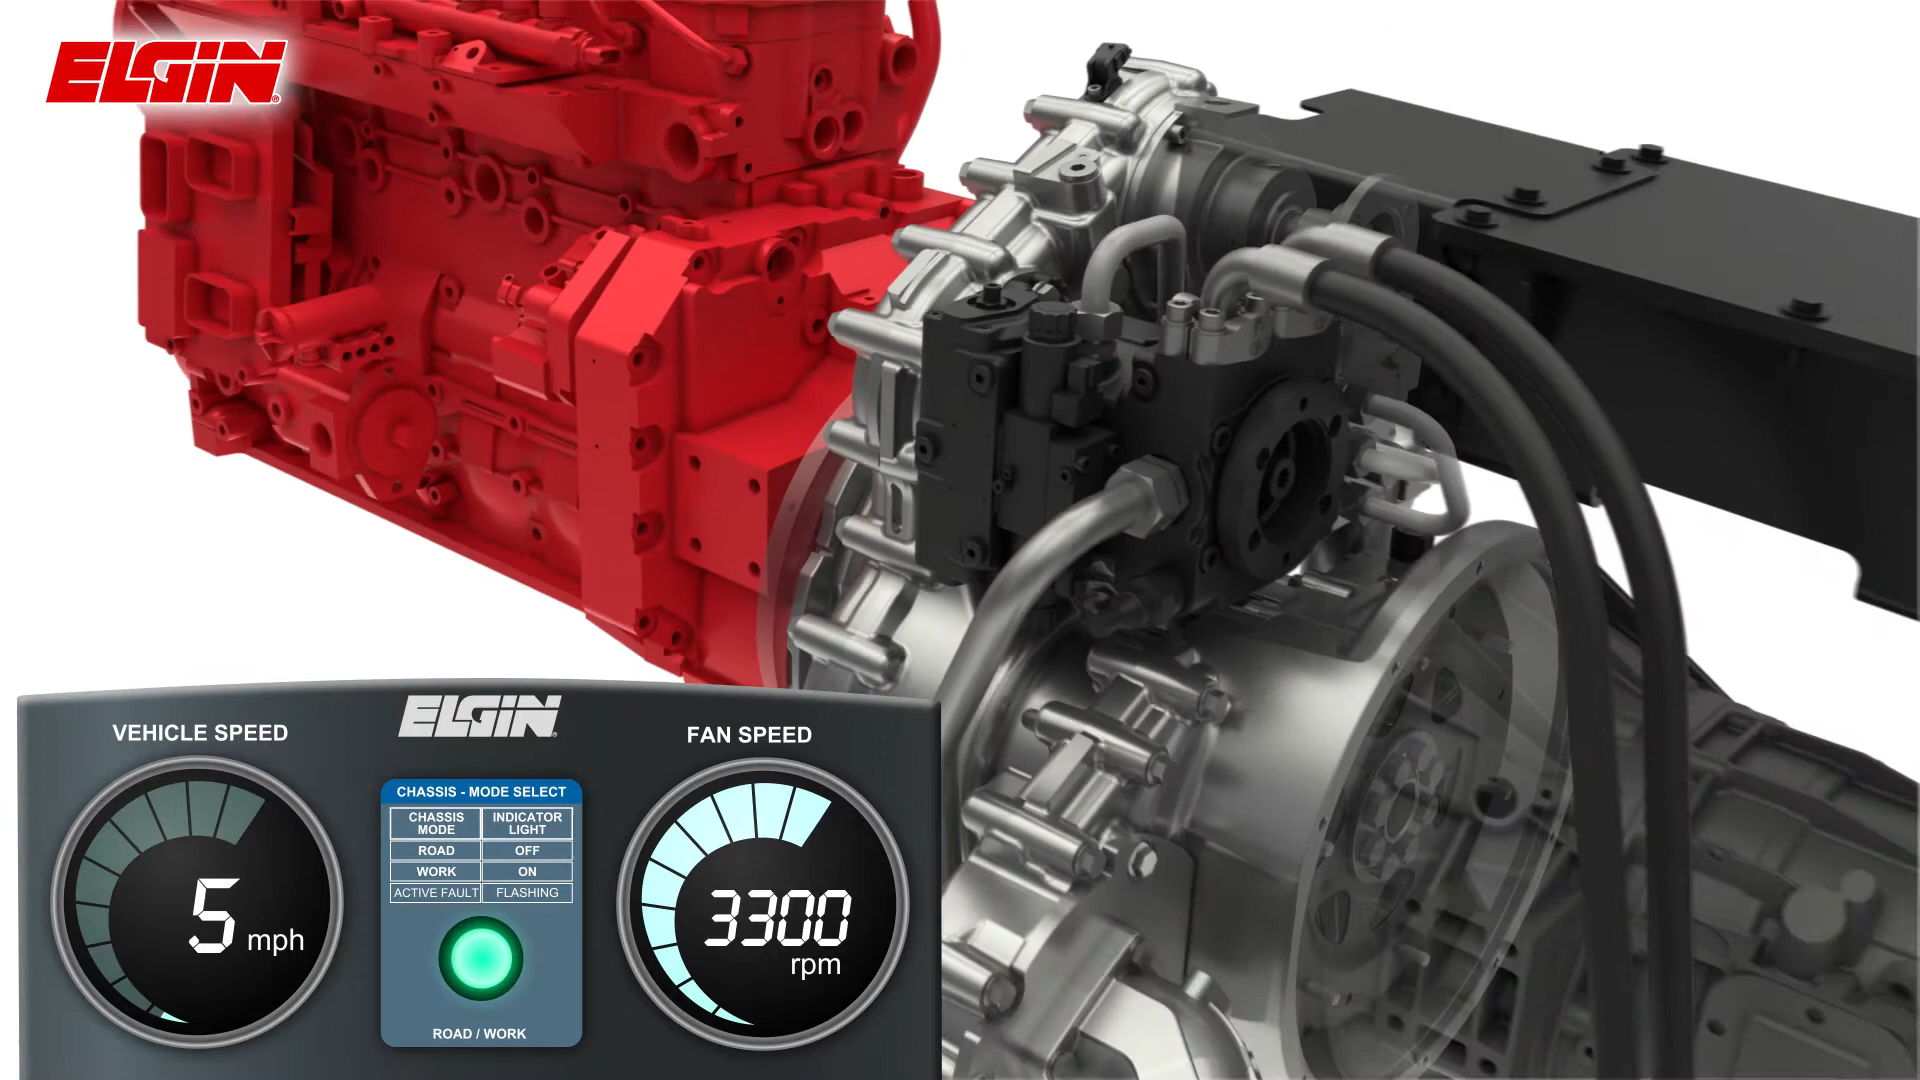 ELGIN®
ELGIN®
VEHICLE SPEED
5 mph
CHASSIS - MODE SELECT
CHASSIS MODE
INDICATOR LIGHT
ROAD
OFF
WORK
ON
ACTIVE FAULT
FLASHING
ROAD / WORK
FAN SPEED
3300
rpm